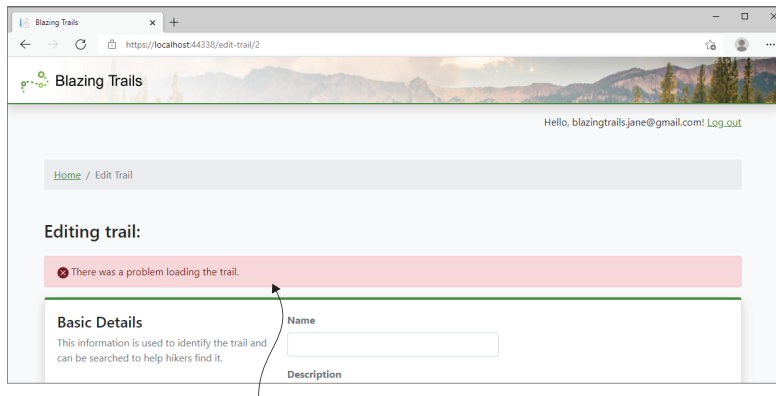 Blazing Trails
https://localhost:44338/edit-trail/2
Blazing Trails
Hello, blazingtrails.jane@gmail.com! Log out
Home / Edit Trail
Editing trail:
There was a problem loading the trail.
Basic Details
This information is used to identify the trail and
can be searched to help hikers find it.
Name
Description